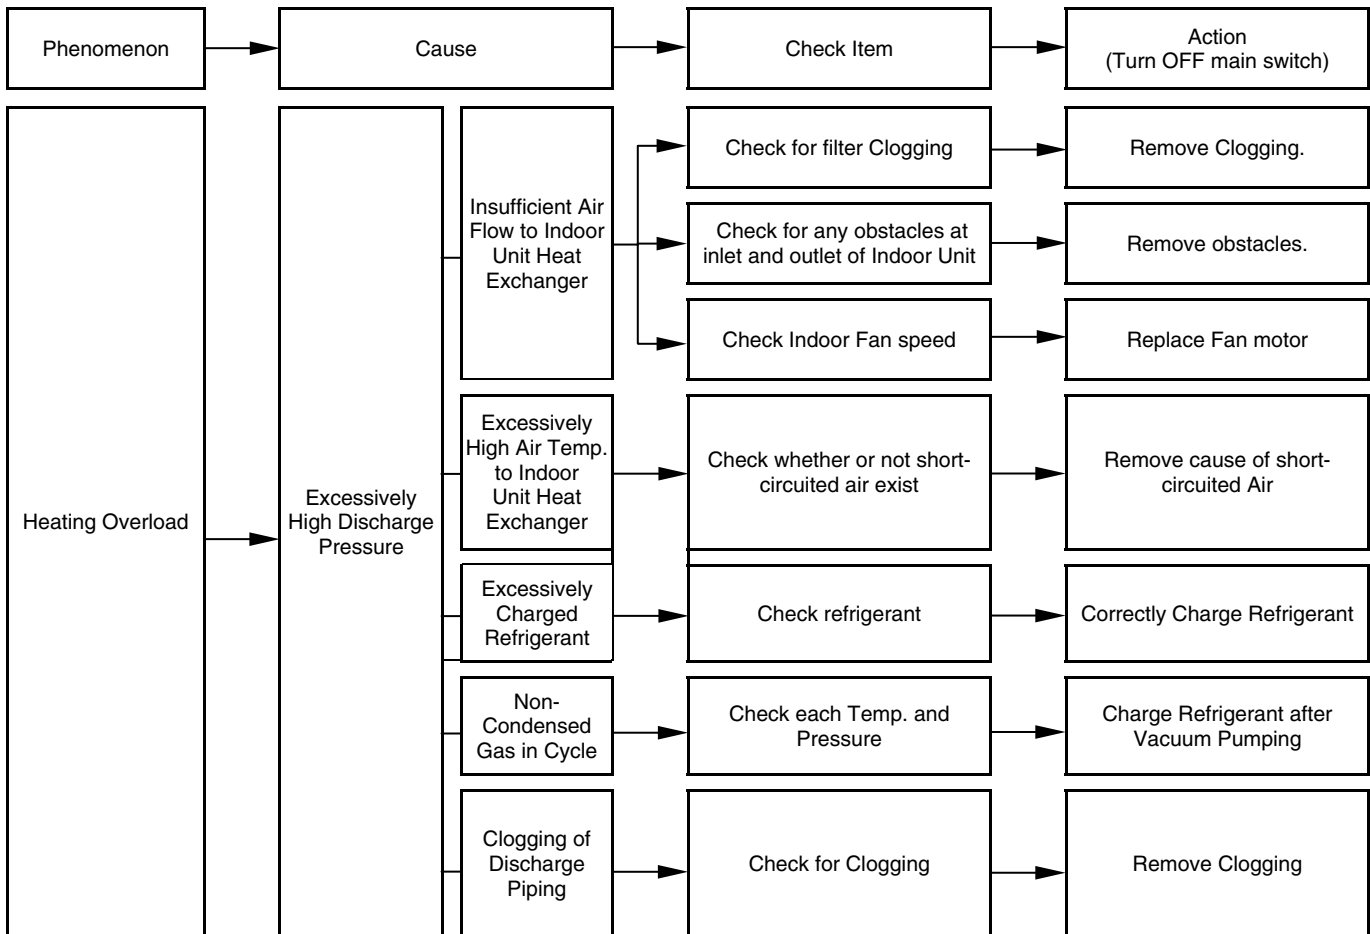 Phenomenon
Cause
Check Item
Action
(Turn OFF main switch)
Heating Overload
Excessively
High Discharge
Pressure
Insufficient Air
Flow to Indoor
Unit Heat
Exchanger
Check for filter Clogging
Remove Clogging.
Check for any obstacles at
inlet and outlet of Indoor Unit
Remove obstacles.
Check Indoor Fan speed
Replace Fan motor
Excessively
High Air Temp.
to Indoor
Unit Heat
Exchanger
Check whether or not short-
circuited air exist
Remove cause of short-
circuited Air
Excessively
Charged
Refrigerant
Check refrigerant
Correctly Charge Refrigerant
Non-
Condensed
Gas in Cycle
Check each Temp. and
Pressure
Charge Refrigerant after
Vacuum Pumping
Clogging of
Discharge
Piping
Check for Clogging
Remove Clogging